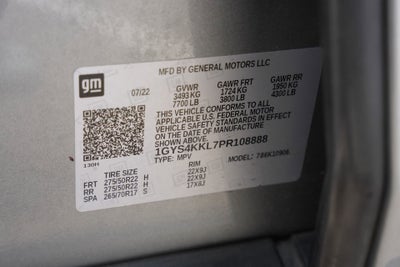 gm
MFD BY GENERAL MOTORS LLC
07/22 GVWR GAWR FRT GAWR RR
3493 KG 1724 KG 1950 KG
7700 LB 3800 LB 4300 LB
THIS VEHICLE CONFORMS TO ALL
APPLICABLE U.S. FEDERAL MOTOR
VEHICLE SAFETY STANDARDS IN EFFECT
ON THE DATE OF MANUFACTURE
SHOWN ABOVE.
1GYS4KKL7PR108888
130H TYPE: MPV MODEL: 7886K10906
TIRE SIZE RIM
FRT 275/50R22 H 22X9J
RR 275/50R22 H 22X9J
SPA 265/70R17 S 17X8J